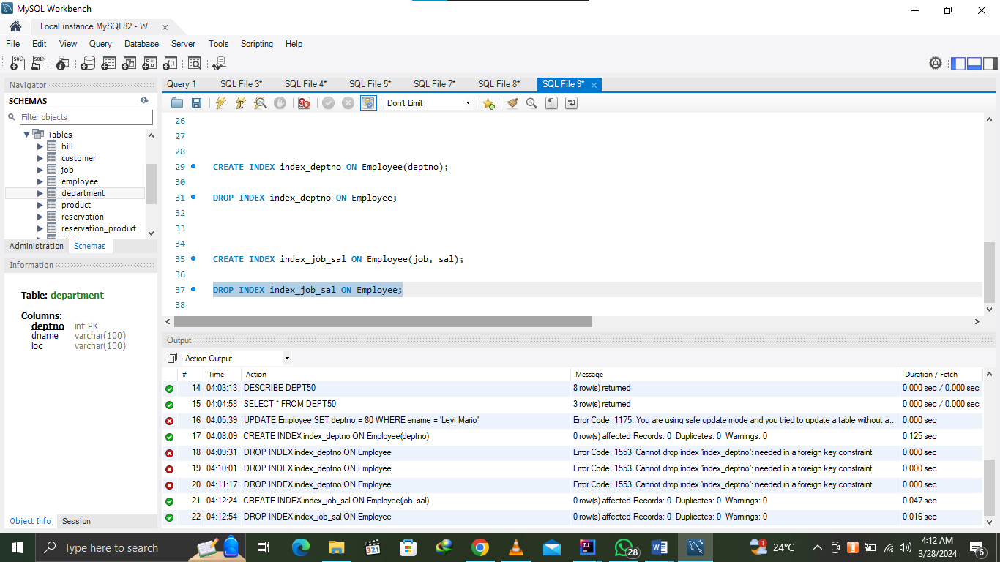 MySQL Workbench
Local instance MySQL82 - W...
File Edit View Query Database Server Tools Scripting Help
Navigator
SCHEMAS
Filter objects
Tables
bill
customer
job
employee
department
product
reservation
reservation_product
Administration Schemas
Information
Table: department
Columns:
deptno int PK
dname varchar(100)
loc varchar(100)
Object Info Session
Query 1 SQL File 3* SQL File 4* SQL File 5* SQL File 7* SQL File 8* SQL File 9*
Don't Limit
26
27
28
29 CREATE INDEX index_deptno ON Employee(deptno);
30
31 DROP INDEX index_deptno ON Employee;
32
33
34
35 CREATE INDEX index_job_sal ON Employee(job, sal);
36
37 DROP INDEX index_job_sal ON Employee;
38
Output
Action Output
# Time Action Message Duration / Fetch
14 04:03:13 DESCRIBE DEPT50 8 row(s) returned 0.000 sec / 0.000 sec
15 04:04:58 SELECT * FROM DEPT50 3 row(s) returned 0.000 sec / 0.000 sec
16 04:05:39 UPDATE Employee SET deptno = 80 WHERE ename = 'Levi Mario' Error Code: 1175. You are using safe update mode and you tried to update a table without a... 0.000 sec
17 04:08:09 CREATE INDEX index_deptno ON Employee(deptno) 0 row(s) affected Records: 0 Duplicates: 0 Warnings: 0 0.125 sec
18 04:09:31 DROP INDEX index_deptno ON Employee Error Code: 1553. Cannot drop index 'index_deptno': needed in a foreign key constraint 0.000 sec
19 04:10:01 DROP INDEX index_deptno ON Employee Error Code: 1553. Cannot drop index 'index_deptno': needed in a foreign key constraint 0.000 sec
20 04:11:17 DROP INDEX index_deptno ON Employee Error Code: 1553. Cannot drop index 'index_deptno': needed in a foreign key constraint 0.000 sec
21 04:12:24 CREATE INDEX index_job_sal ON Employee(job, sal) 0 row(s) affected Records: 0 Duplicates: 0 Warnings: 0 0.047 sec
22 04:12:54 DROP INDEX index_job_sal ON Employee 0 row(s) affected Records: 0 Duplicates: 0 Warnings: 0 0.016 sec
Type here to search
321
28
1
24°C
4:12 AM
3/28/2024
6